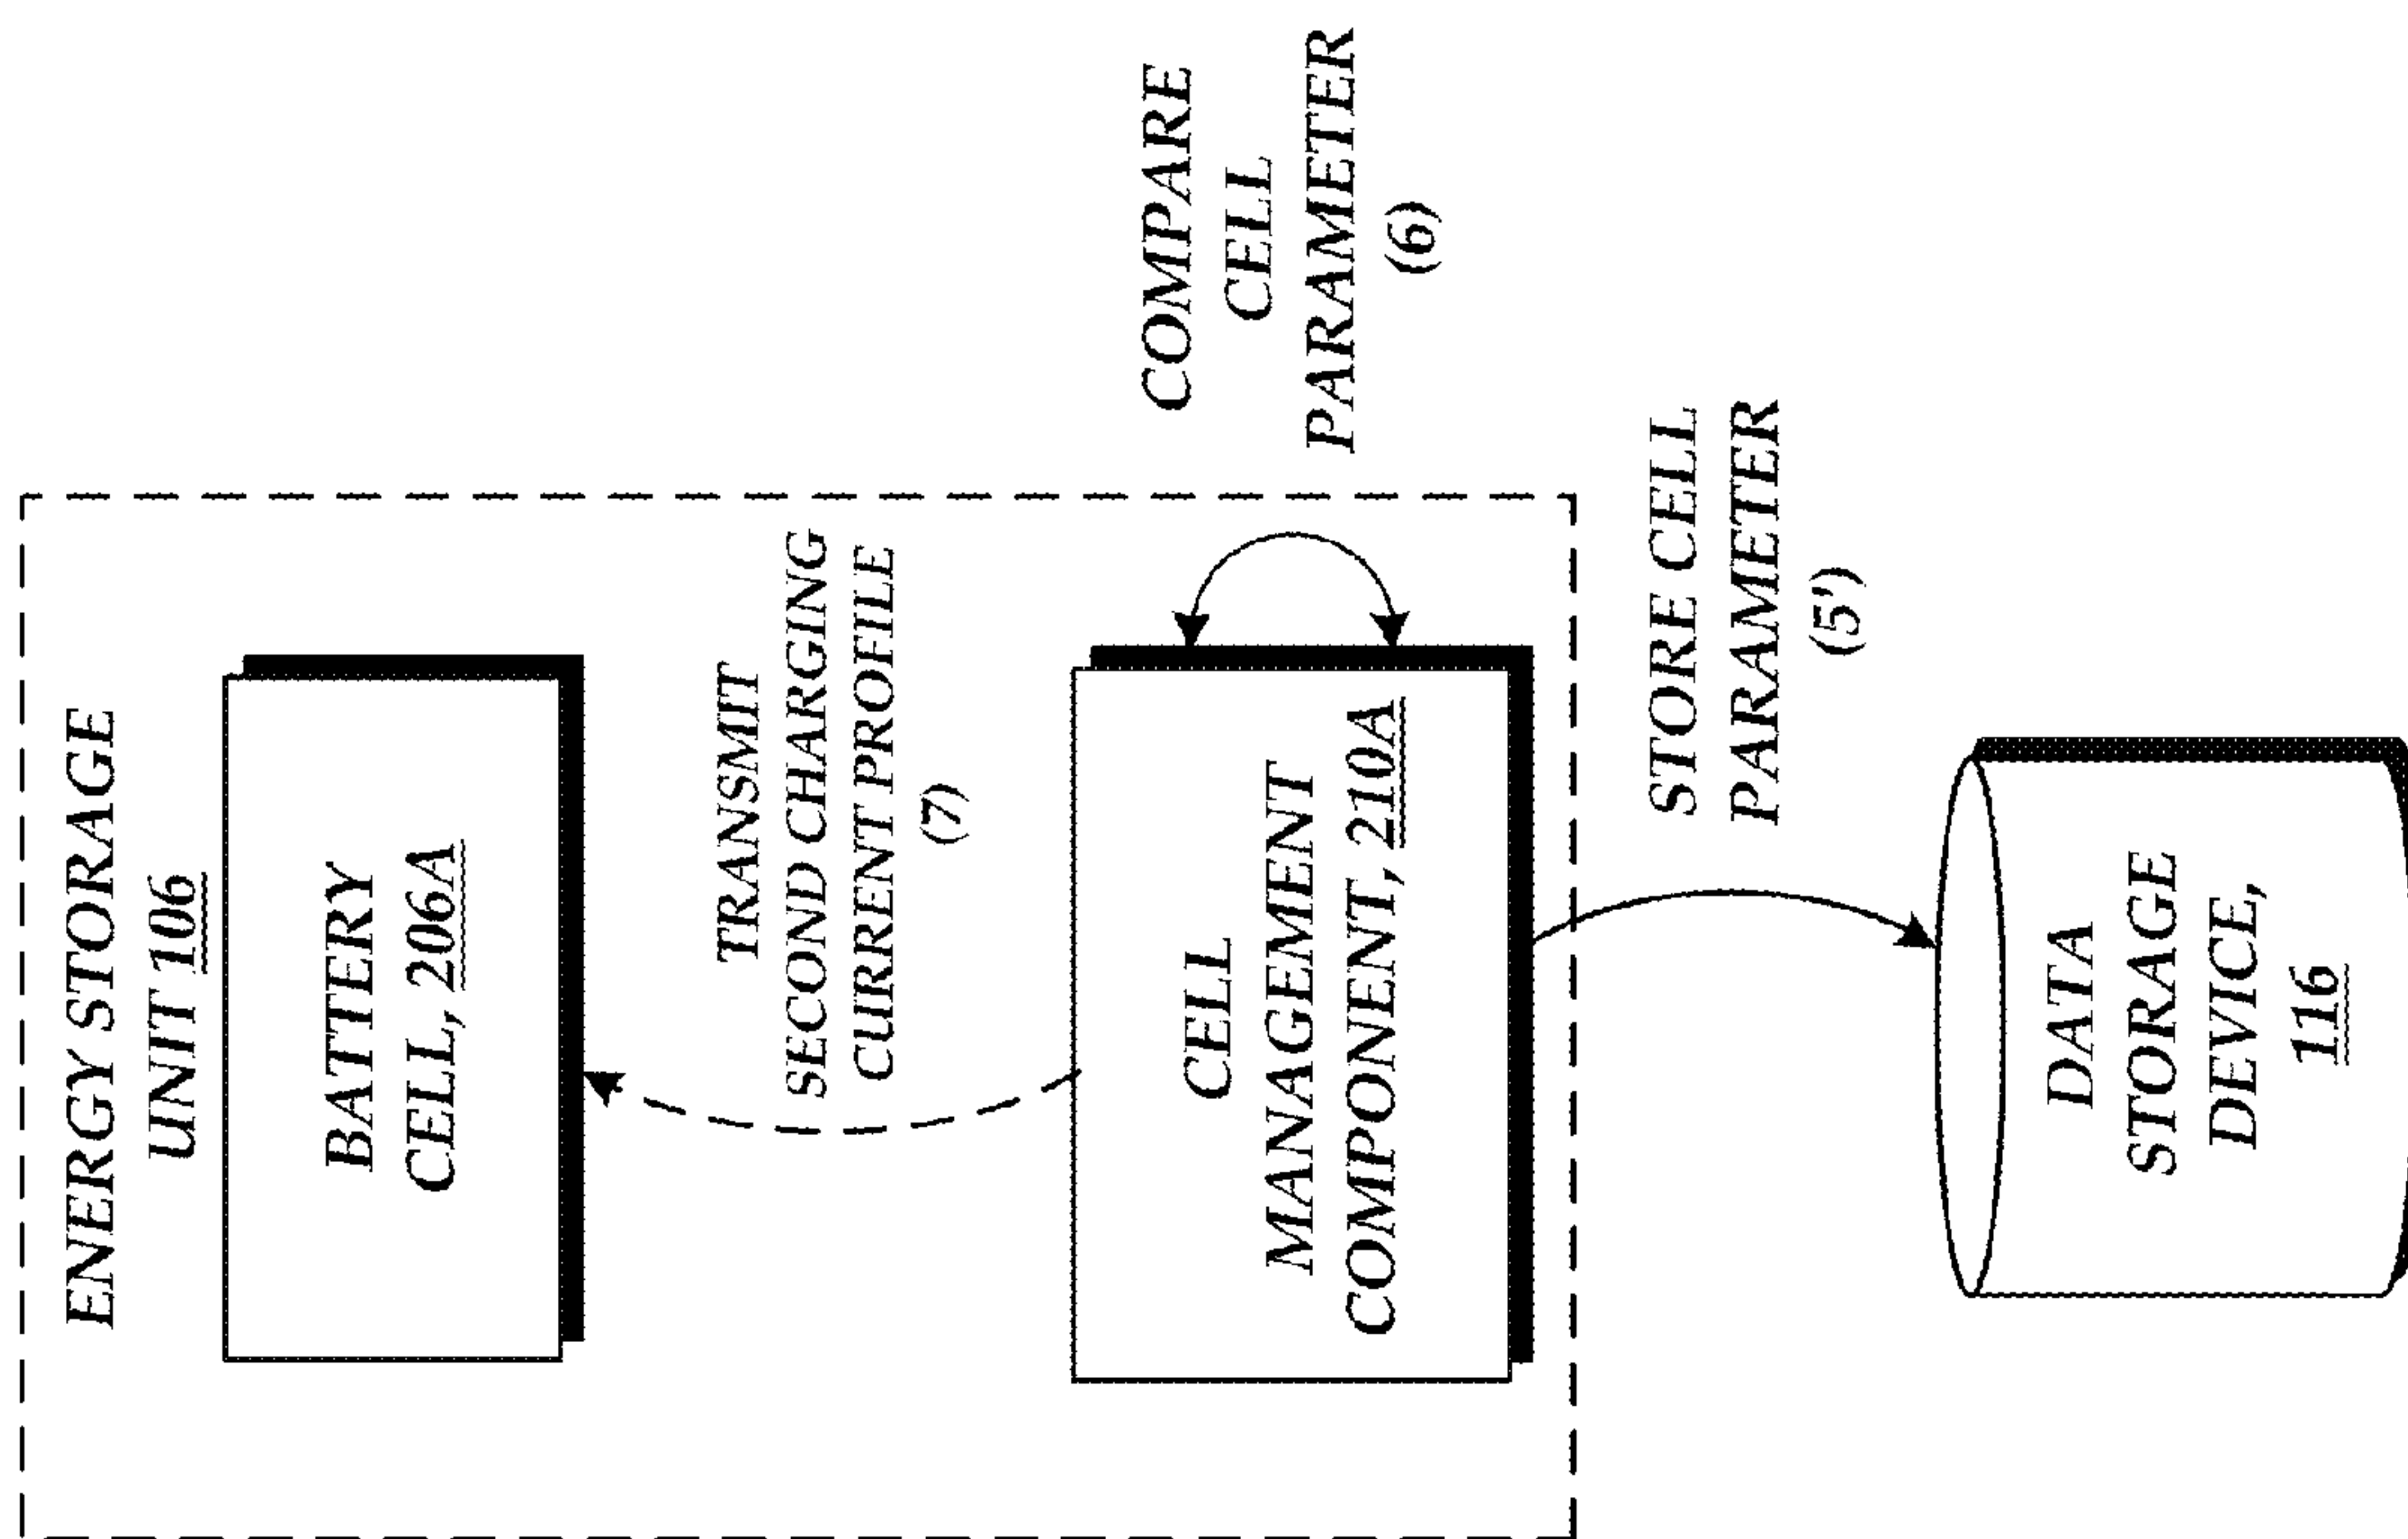 ENERGY STORAGE
UNIT 106
BATTERY
CELL, 206A
TRANSMIT
SECOND CHARGING
CURRENT PROFILE
(7)
CELL
MANAGEMENT
COMPONENT, 210A
COMPARE
CELL
PARAMETER
(6)
STORE CELL
PARAMETER
(5')
DATA
STORAGE
DEVICE,
116